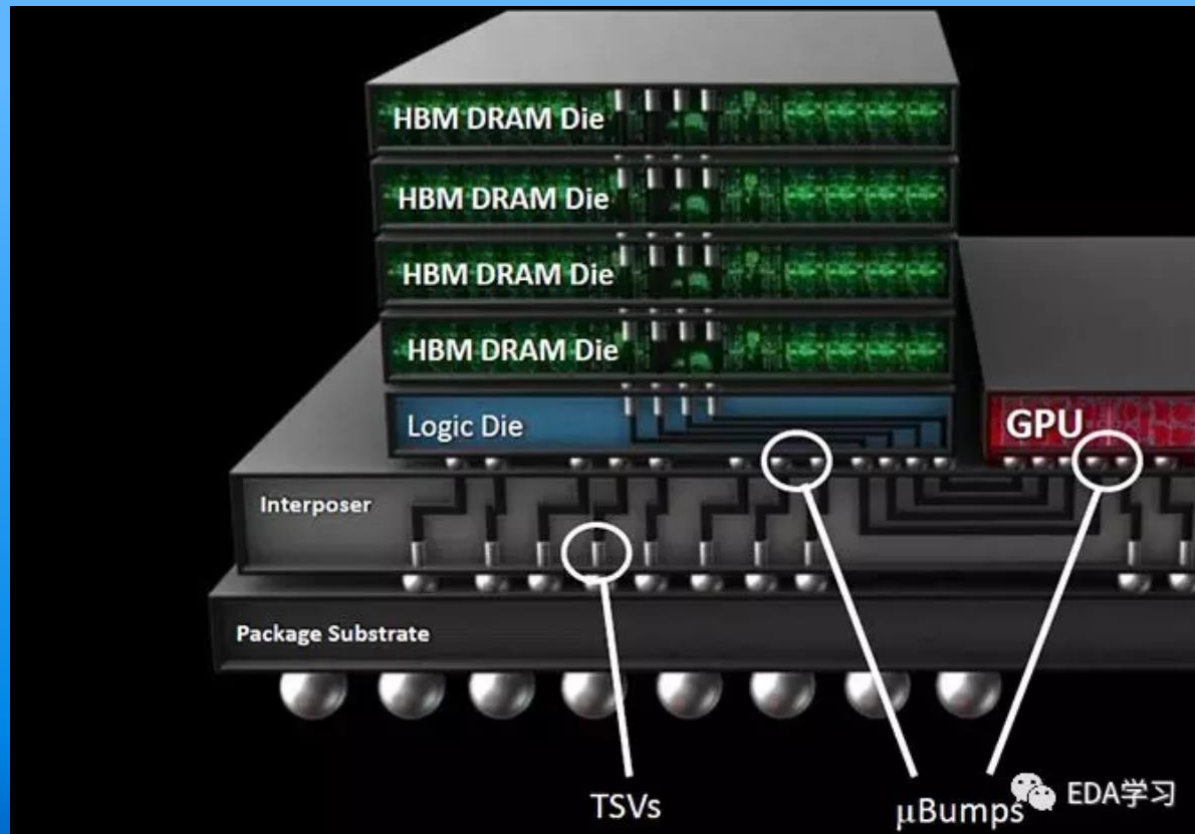 HBM DRAM Die
HBM DRAM Die
HBM DRAM Die
HBM DRAM Die
Logic Die
GPU
Interposer
Package Substrate
TSVs
μBumps
EDA学习